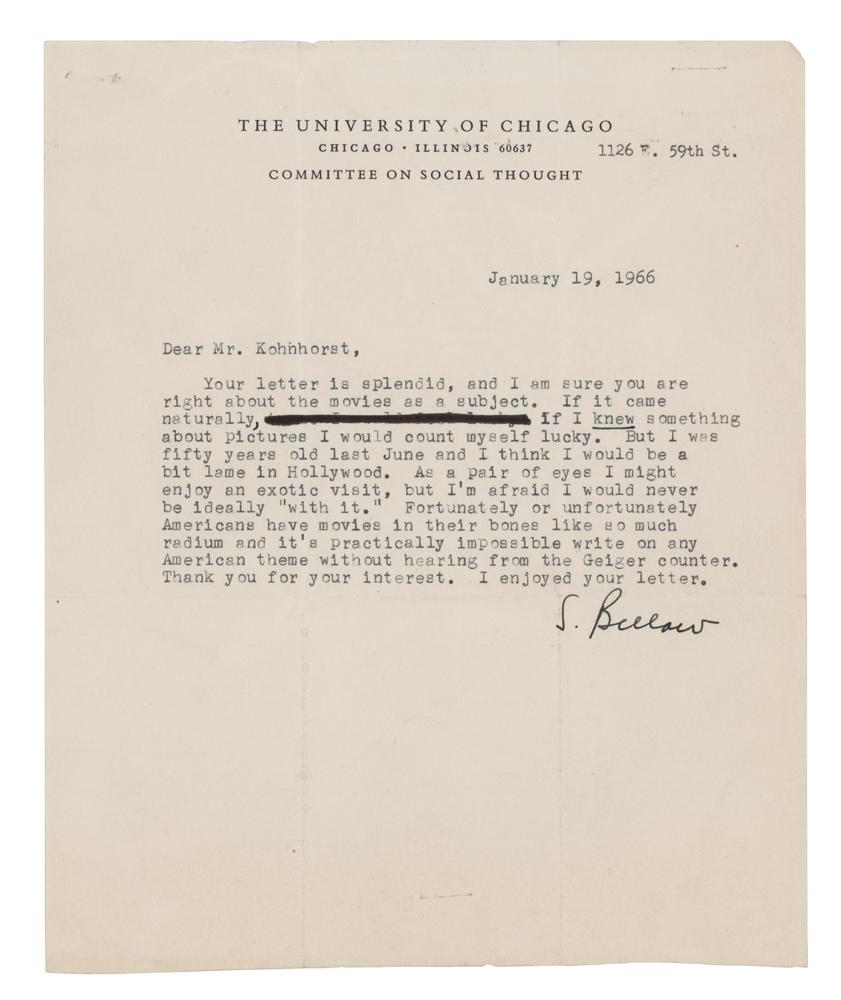 THE UNIVERSITY OF CHICAGO
CHICAGO · ILLINOIS 60637
1126 E. 59th St.
COMMITTEE ON SOCIAL THOUGHT
January 19, 1966
Dear Mr. Kohnhorst,
Your letter is splendid, and I am sure you are
right about the movies as a subject. If it came
naturally, If I knew something
about pictures I would count myself lucky. But I was
fifty years old last June and I think I would be a
bit lame in Hollywood. As a pair of eyes I might
enjoy an exotic visit, but I'm afraid I would never
be ideally "with it." Fortunately or unfortunately
Americans have movies in their bones like so much
radium and it's practically impossible write on any
American theme without hearing from the Geiger counter.
Thank you for your interest. I enjoyed your letter.
S. Bellow